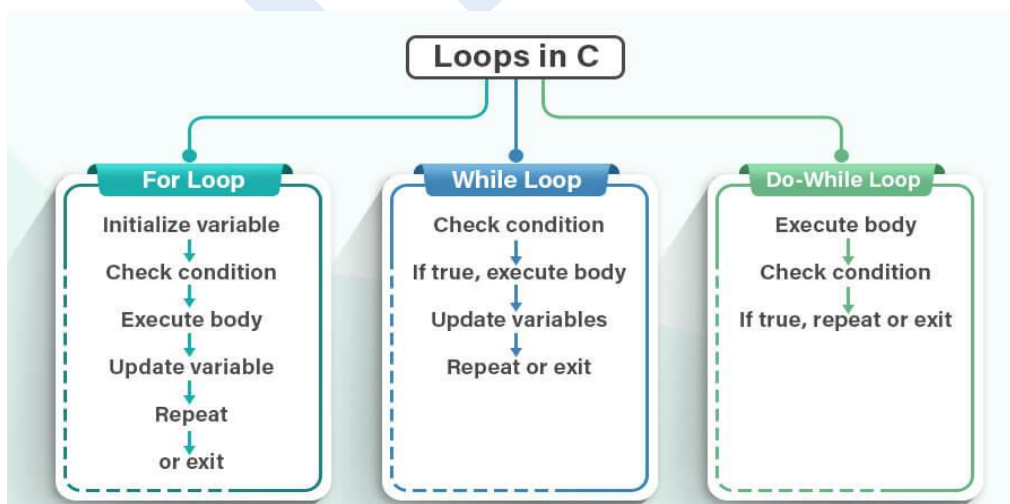 Loops in C
For Loop
Initialize variable
Check condition
Execute body
Update variable
Repeat
or exit
While Loop
Check condition
If true, execute body
Update variables
Repeat or exit
Do-While Loop
Execute body
Check condition
If true, repeat or exit